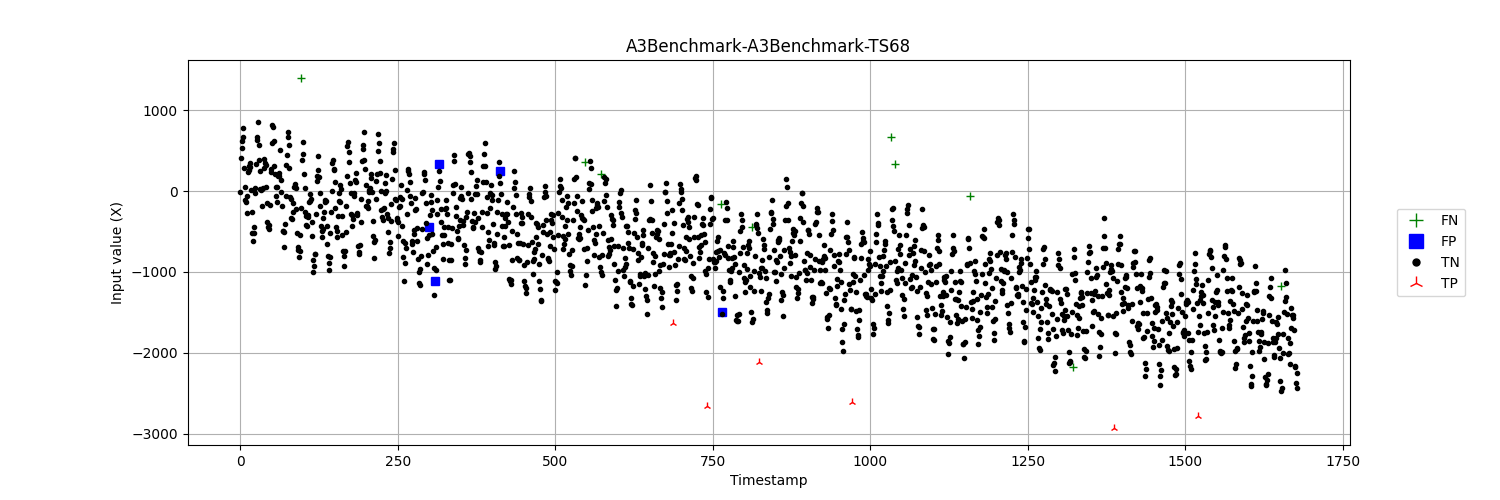 A3Benchmark-A3Benchmark-TS68
1000
0
−1000
−2000
−3000
Input value (X)
0
250
500
750
1000
1250
1500
1750
Timestamp
FN
FP
TN
TP